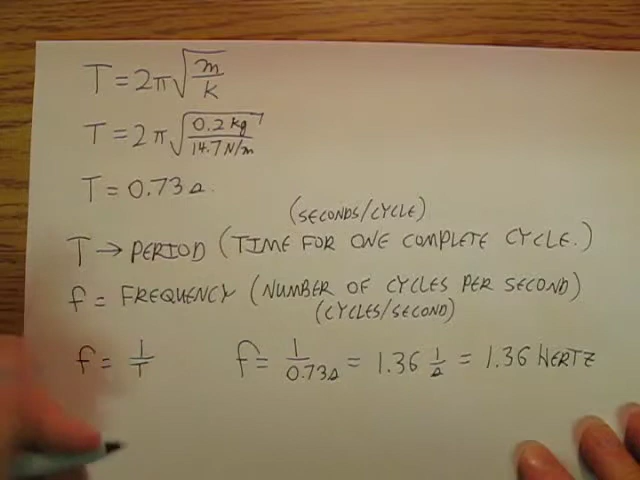 T = 2π√(m/k)
T = 2π√(0.2 kg/14.7 N/m)
T = 0.73 s.
(SECONDS/CYCLE)
T → PERIOD (TIME FOR ONE COMPLETE CYCLE.)
f = FREQUENCY (NUMBER OF CYCLES PER SECOND)
(CYCLES/SECOND)
f = 1/T f = 1/0.73s = 1.36 1/s = 1.36 HERTZ